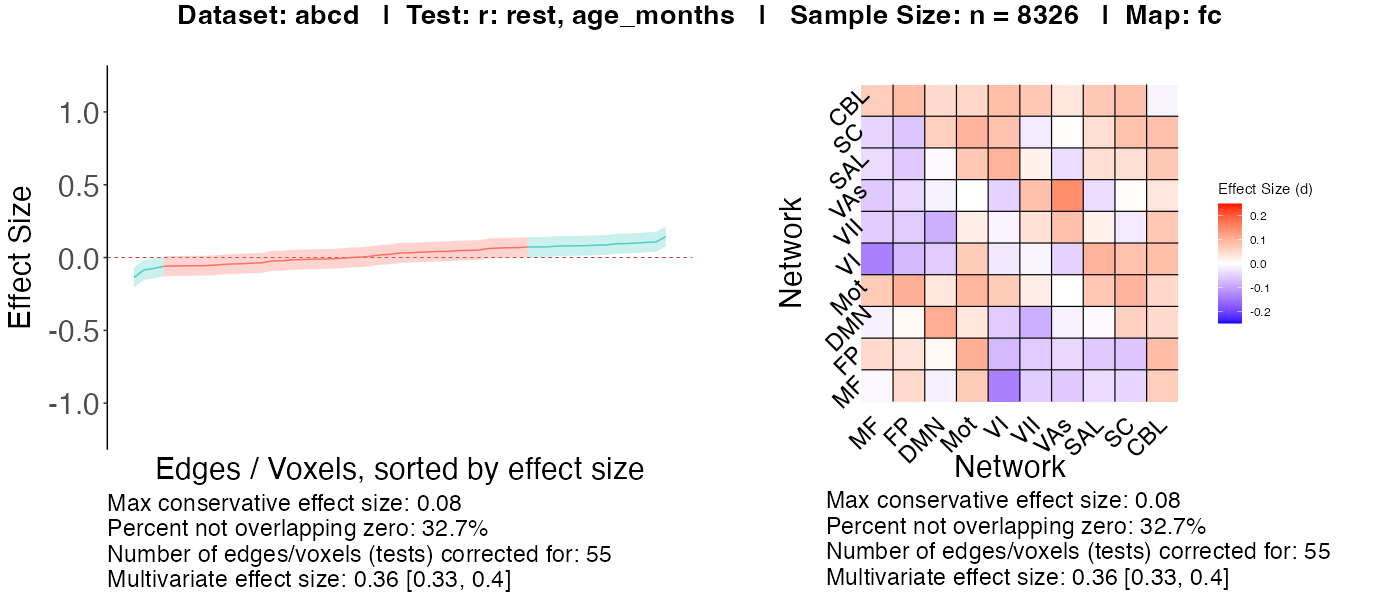 Dataset: abcd | Test: r: rest, age_months | Sample Size: n = 8326 | Map: fc
Effect Size
1.0
0.5
0.0
-0.5
-1.0
Edges / Voxels, sorted by effect size
Max conservative effect size: 0.08
Percent not overlapping zero: 32.7%
Number of edges/voxels (tests) corrected for: 55
Multivariate effect size: 0.36 [0.33, 0.4]
Network
CBL
SC
SAL
VAs
VII
VI
Mot
DMN
FP
MF
MF FP DMN Mot VI VII VAs SAL SC CBL
Network
Effect Size (d)
0.2
0.1
0.0
-0.1
-0.2
Max conservative effect size: 0.08
Percent not overlapping zero: 32.7%
Number of edges/voxels (tests) corrected for: 55
Multivariate effect size: 0.36 [0.33, 0.4]